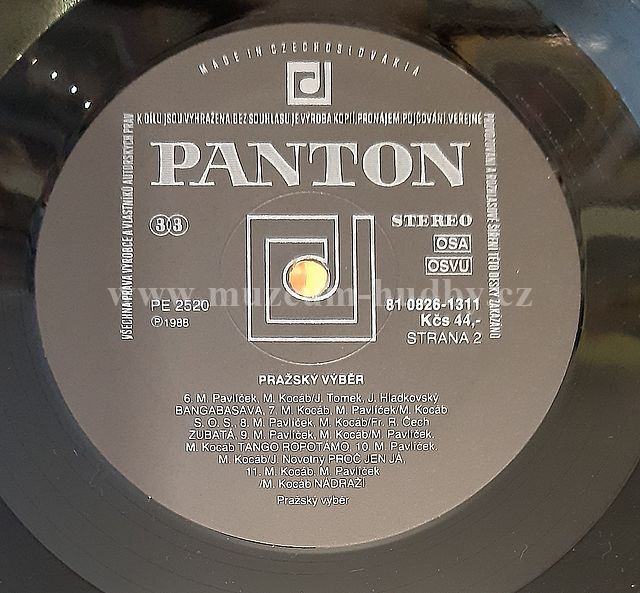 MADE IN CZECHOSLOVAKIA
VŠECHNA PRÁVA VÝROBCE A VLASTNÍKŮ AUTORSKÝCH PRÁV
K DÍLU JSOU VYHRAŽENA. BEZ SOUHLASU JE VÝROBA KOPIÍ, PRONÁJEM, PŮJČOVÁNÍ, VEŘEJNÉ
PROVOZOVÁNÍ A ROZHLASOVÉ ŠÍŘENÍ TÉTO DESKY ZAKÁZÁNO
PANTON
33
STEREO
OSA
OSVU
www.muzeum-hudby.cz
PE 2520
81 0826-1311
℗1988
Kčs 44,-
STRANA 2
PRAŽSKÝ VÝBĚR
6. M. Pavlíček, M. Kocáb/J. Tomek, J. Hladkovský
BANGABASAVA, 7. M. Kocáb, M. Pavlíček/M. Kocáb
S. O. S., 8. M. Pavlíček, M. Kocáb/Fr. R. Čech
ZUBATÁ, 9. M. Pavlíček, M. Kocáb/M. Pavlíček,
M. Kocáb TANGO ROPOTÁMO, 10. M. Pavlíček,
M. Kocáb/J. Novotný PROČ JEN JÁ,
11. M. Kocáb, M. Pavlíček
/M. Kocáb NÁDRAŽÍ
Pražský výběr